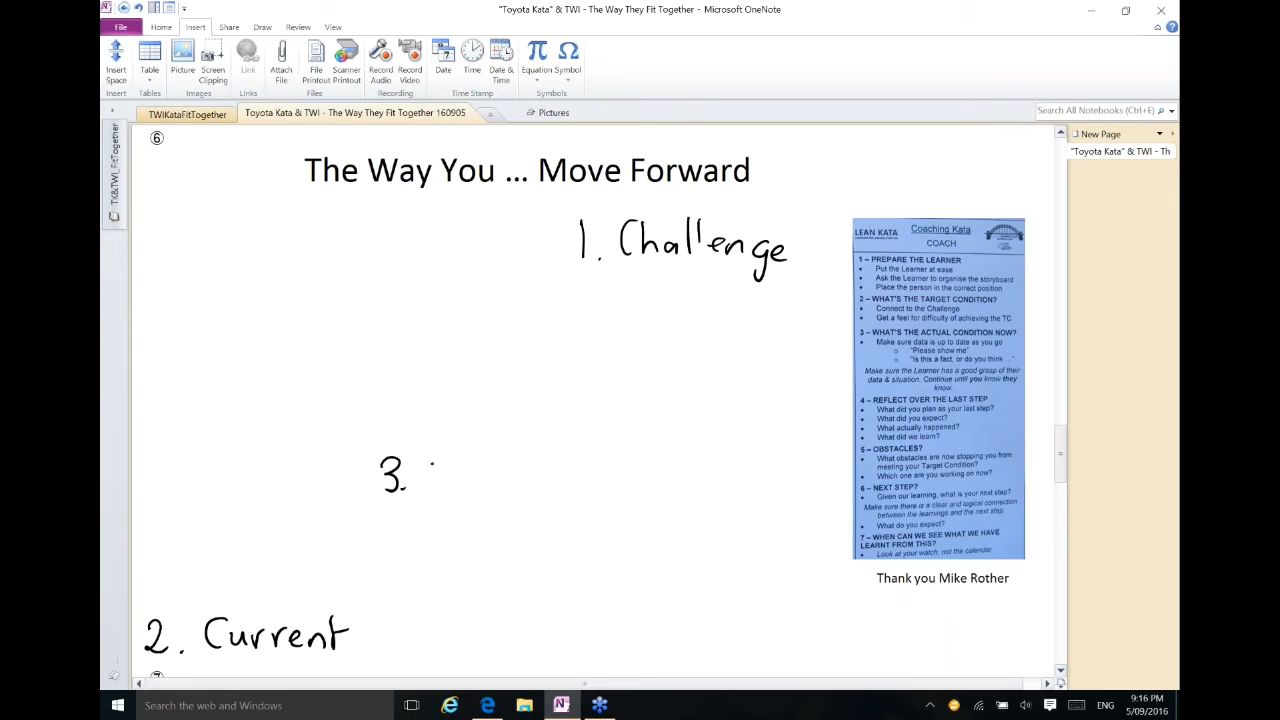 "Toyota Kata" & TWI - The Way They Fit Together - Microsoft OneNote
File Home Insert Share Draw Review View
Insert Space
Table
Picture
Screen Clipping
Link
Attach File
File Printout
Scanner Printout
Record Audio
Record Video
Date
Time
Date & Time
Equation
Symbol
Insert Tables Images Links Files Recording Time Stamp Symbols
TWIKataFitTogether
Toyota Kata & TWI - The Way They Fit Together 160905
Pictures
Search All Notebooks (Ctrl+E)
New Page
"Toyota Kata" & TWI - Th
TK&TWI_FitTogether
⑥
The Way You ... Move Forward
1. Challenge
3.
2. Current
LEAN KATA
Coaching Kata
COACH
1 – PREPARE THE LEARNER
• Put the Learner at ease
• Ask the Learner to organise the storyboard
• Place the person in the correct position
2 – WHAT'S THE TARGET CONDITION?
• Connect to the Challenge
• Get a feel for difficulty of achieving the TC
3 – WHAT'S THE ACTUAL CONDITION NOW?
• Make sure data is up to date as you go
o "Please show me"
o "Is this a fact, or do you think …"
Make sure the Learner has a good grasp of their
data & situation. Continue until you know they
know.
4 – REFLECT OVER THE LAST STEP
• What did you plan as your last step?
• What did you expect?
• What actually happened?
• What did we learn?
5 – OBSTACLES?
• What obstacles are now stopping you from
meeting your Target Condition?
• Which one are you working on now?
6 – NEXT STEP?
• Given our learning, what is your next step?
Make sure there is a clear and logical connection
between the learnings and the next step.
• What do you expect?
7 – WHEN CAN WE SEE WHAT WE HAVE
LEARNT FROM THIS?
• Look at your watch, not the calendar
Thank you Mike Rother
Search the web and Windows
ENG
9:16 PM
5/09/2016